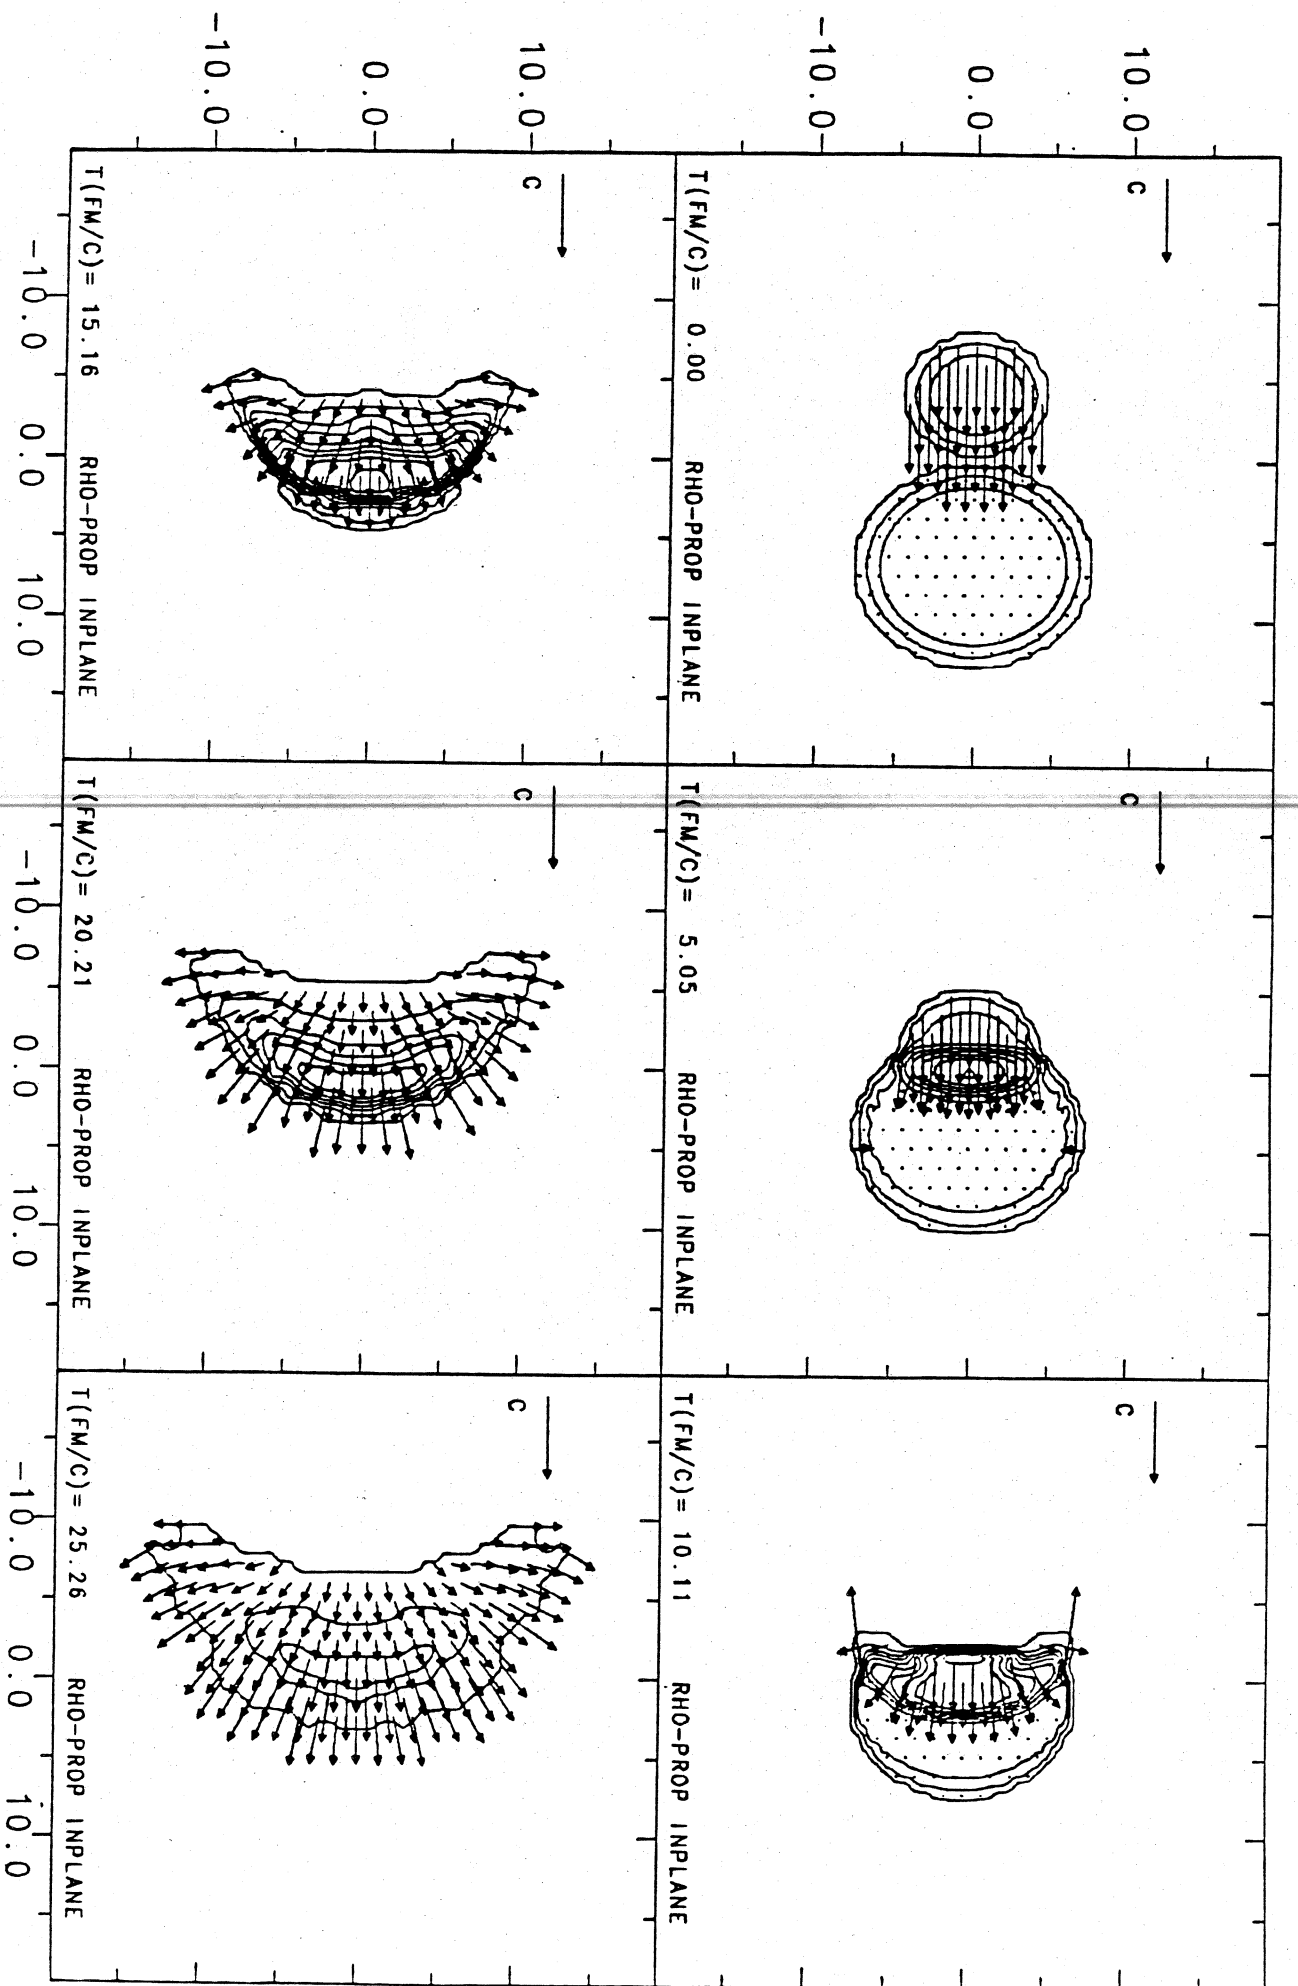 10.0
0.0
-10.0
C
T(FM/C)= 0.00 RHO-PROP INPLANE
C
T(FM/C)= 5.05 RHO-PROP INPLANE
C
T(FM/C)= 10.11 RHO-PROP INPLANE
10.0
0.0
-10.0
C
T(FM/C)= 15.16 RHO-PROP INPLANE
C
T(FM/C)= 20.21 RHO-PROP INPLANE
C
T(FM/C)= 25.26 RHO-PROP INPLANE
-10.0 0.0 10.0 -10.0 0.0 10.0 -10.0 0.0 10.0